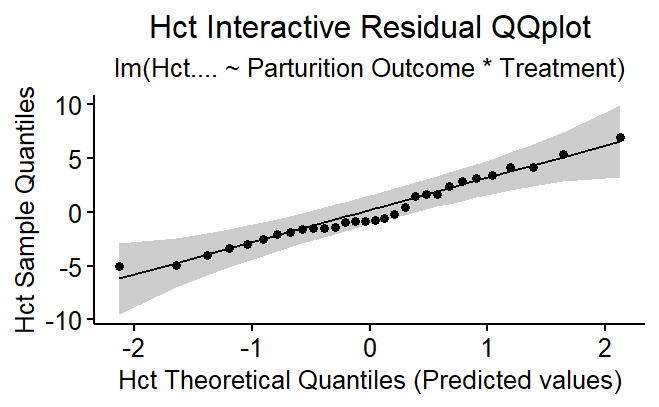 Hct Interactive Residual QQplot
lm(Hct.... ~ Parturition Outcome * Treatment)
Hct Sample Quantiles
10
5
0
-5
-10
-2
-1
0
1
2
Hct Theoretical Quantiles (Predicted values)